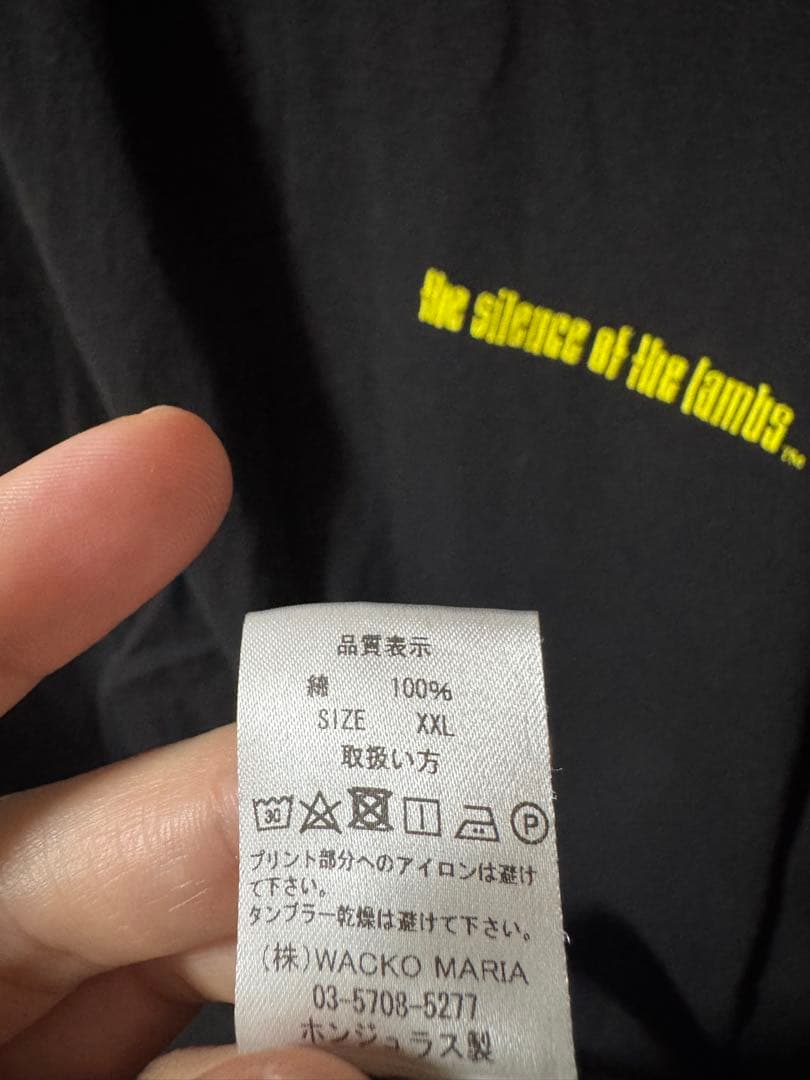 the silence of the lambs™
品質表示
綿 100%
SIZE XXL
取扱い方
30 P
プリント部分へのアイロンは避け
て下さい。
タンブラー乾燥は避けて下さい。
(株)WACKO MARIA
03-5708-5277
ホンジュラス製